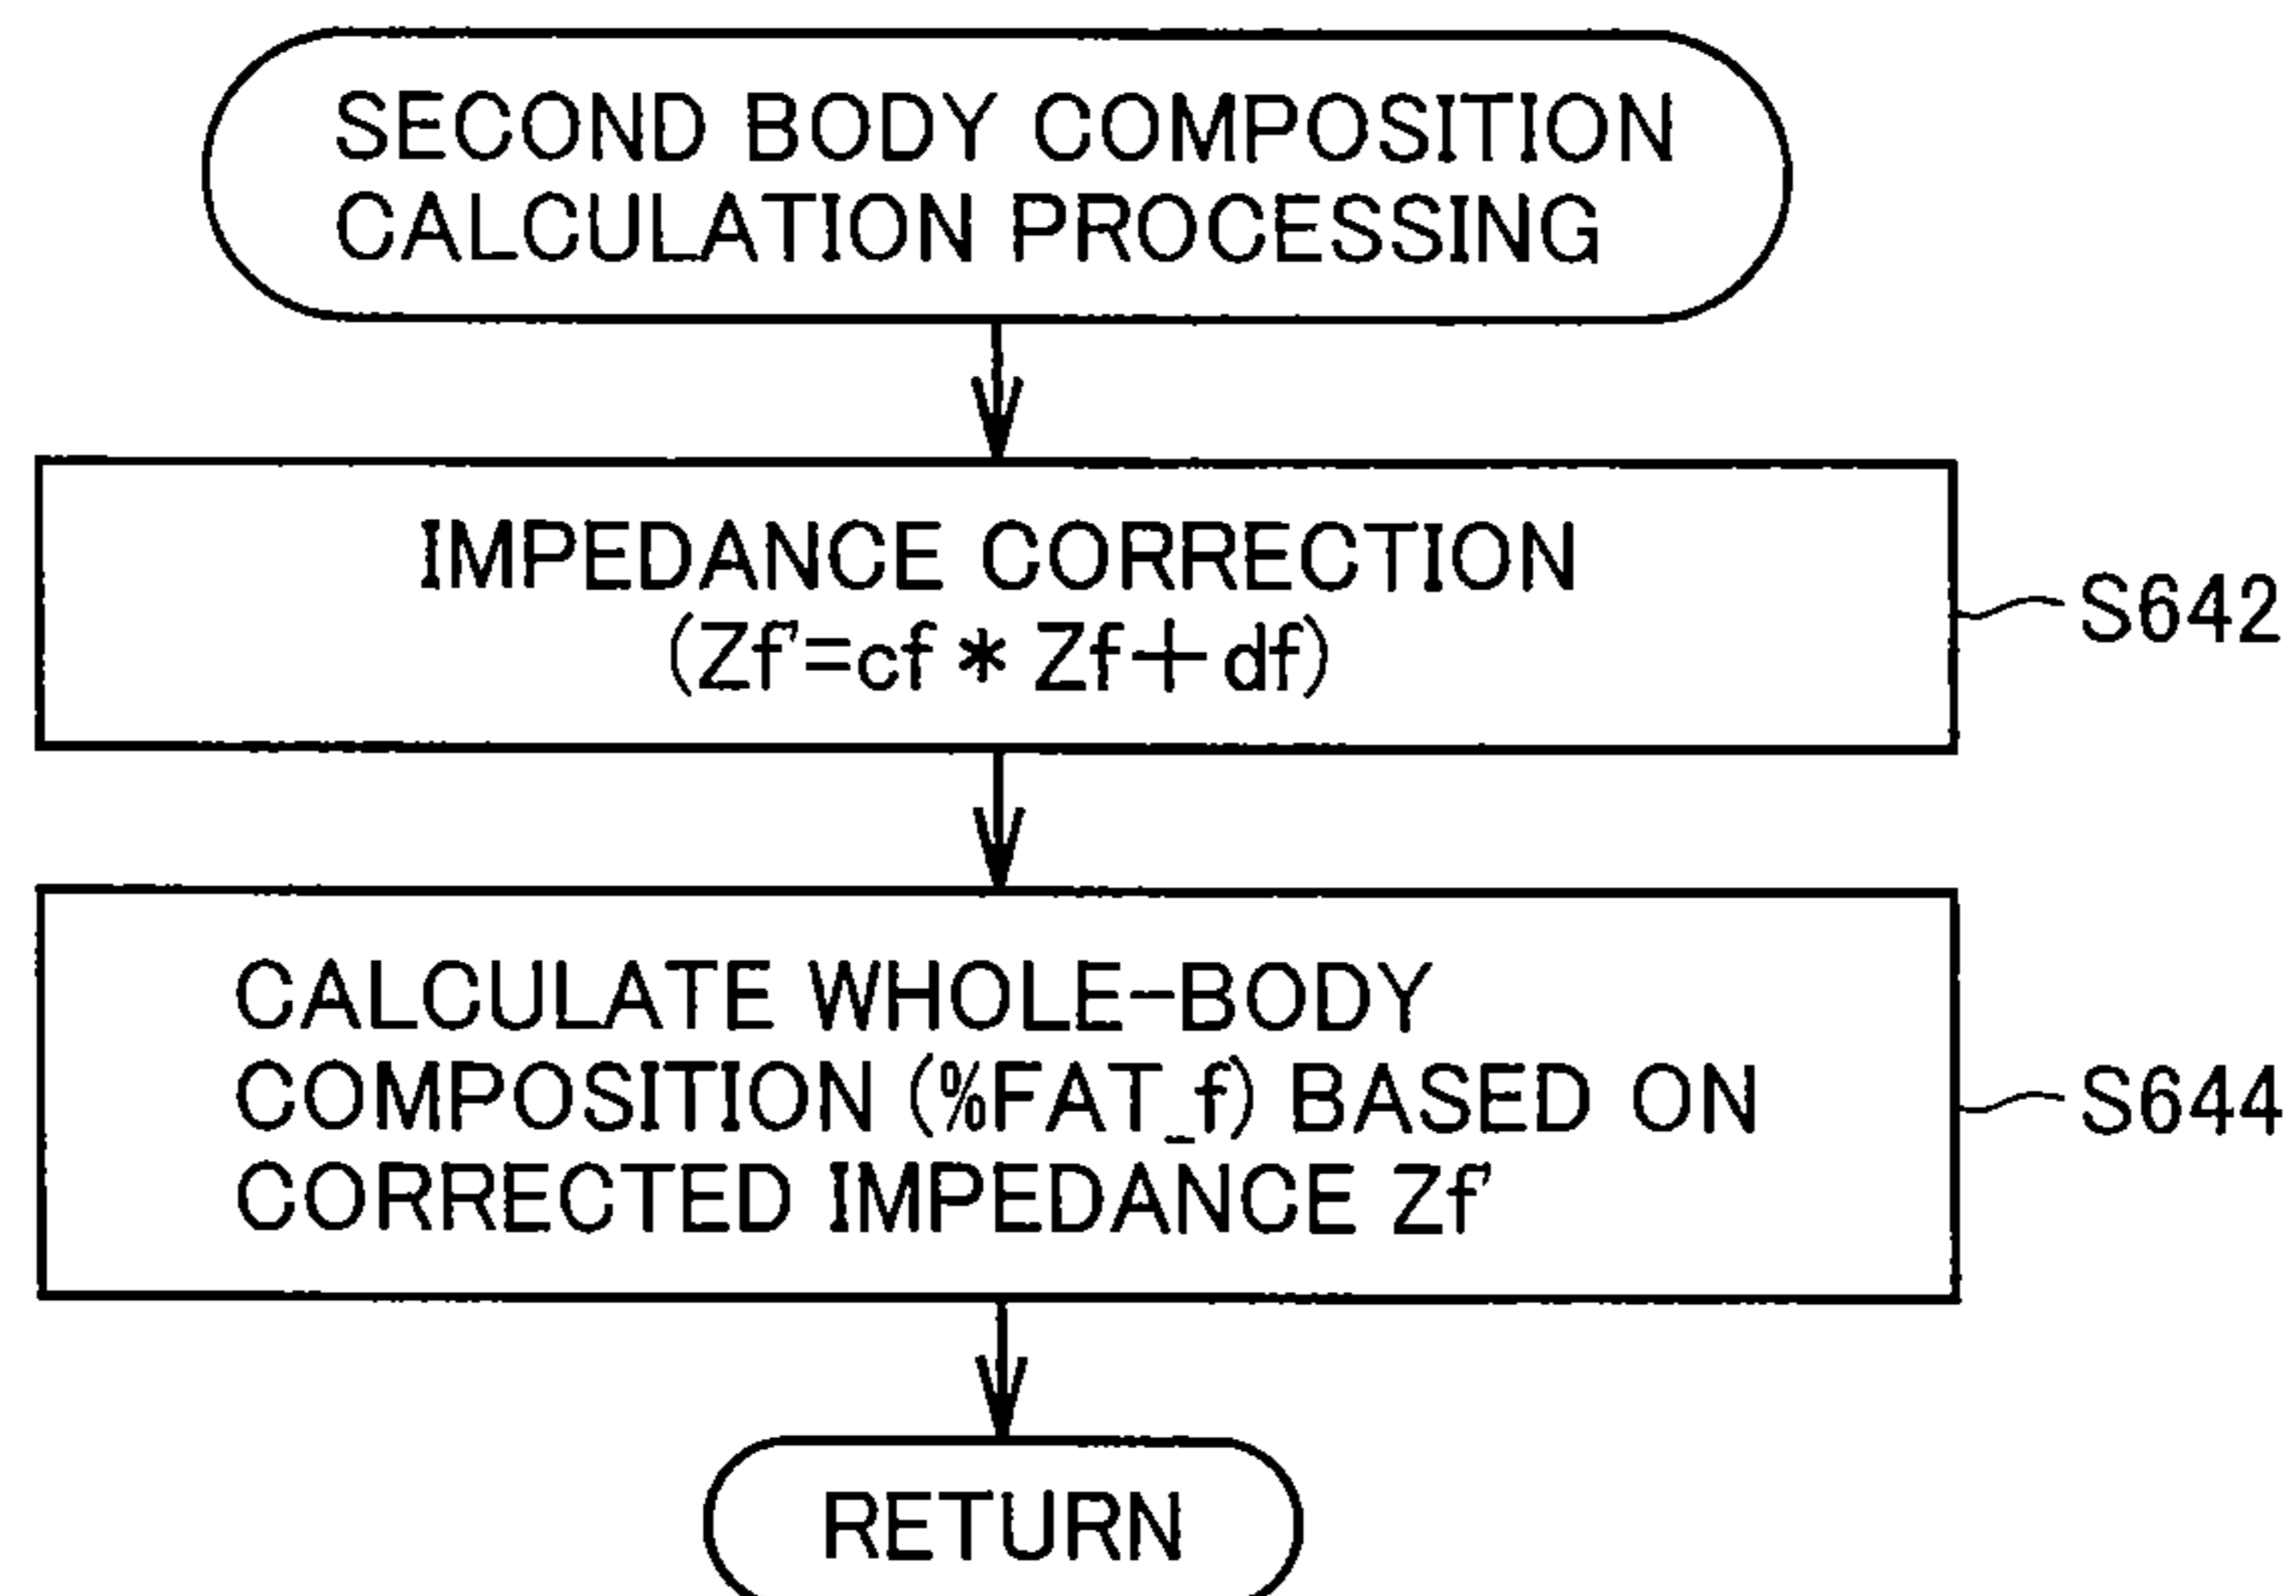 SECOND BODY COMPOSITION
CALCULATION PROCESSING
IMPEDANCE CORRECTION
(Zf'=cf * Zf+df)
S642
CALCULATE WHOLE-BODY
COMPOSITION (%FAT_f) BASED ON
CORRECTED IMPEDANCE Zf'
S644
RETURN